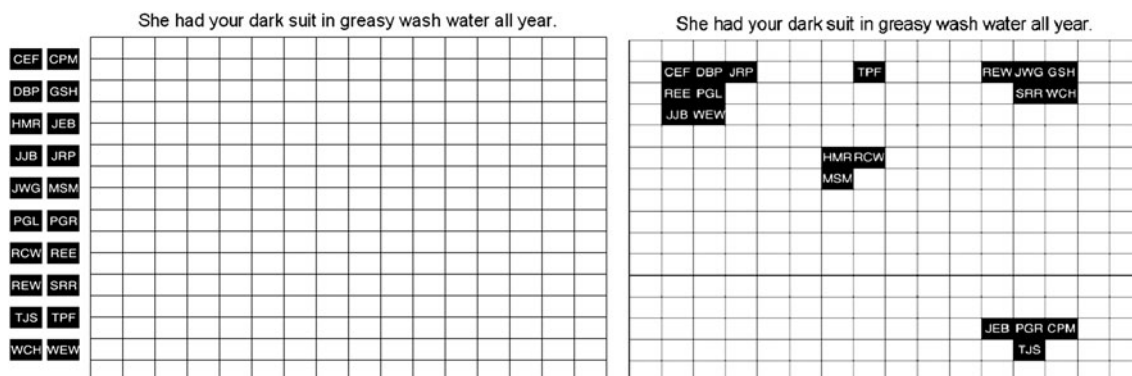 She had your dark suit in greasy wash water all year.
CEF CPM
DBP GSH
HMR JEB
JJB JRP
JWG MSM
PGL PGR
RCW REE
REW SRR
TJS TPF
WCH WEW
She had your dark suit in greasy wash water all year.
CEF DBP JRP TPF REW JWG GSH
REE PGL SRR WCH
JJB WEW
HMR RCW
MSM
JEB PGR CPM
TJS